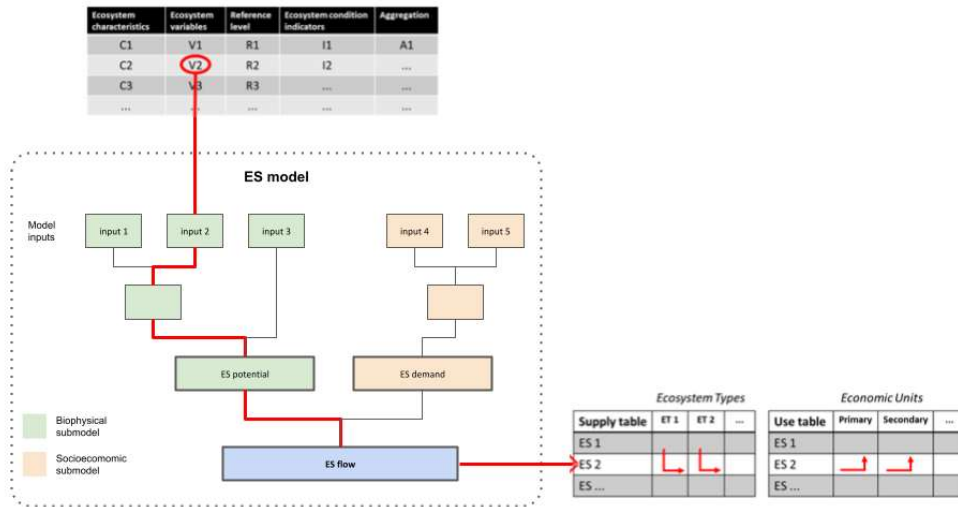 Ecosystem characteristics Ecosystem variables Reference level Ecosystem condition indicators Aggregation
C1 V1 R1 I1 A1
C2 V2 R2 I2 ...
C3 V3 R3 ... ...
... ... ... ... ...
ES model
Model inputs
input 1 input 2 input 3 input 4 input 5
ES potential ES demand
Biophysical submodel
Socioecomomic submodel
ES flow
Ecosystem Types
Supply table ET 1 ET 2 ...
ES 1
ES 2
ES ...
Economic Units
Use table Primary Secondary ...
ES 1
ES 2
ES ...